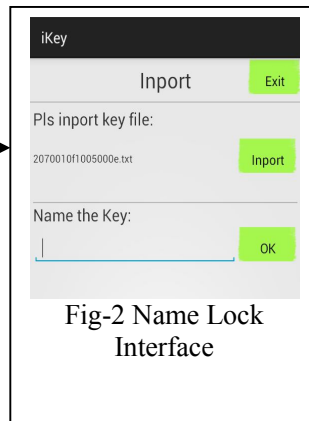 iKey
Inport Exit
Pls inport key file:
2070010f1005000e.txt Inport
Name the Key:
OK
Fig-2 Name Lock
Interface